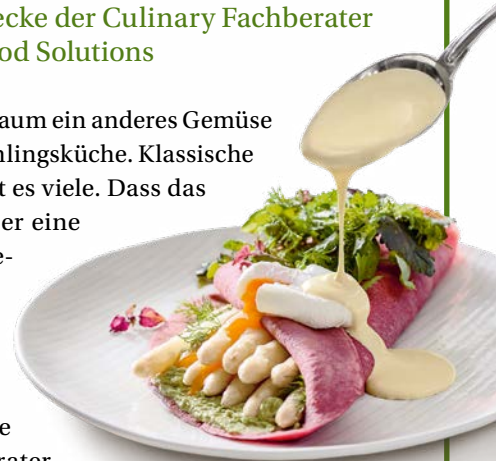 ecke der Culinary Fachberater
od Solutions
aum ein anderes Gemüse
hlingsküche. Klassische
t es viele. Dass das
er eine
e-
e